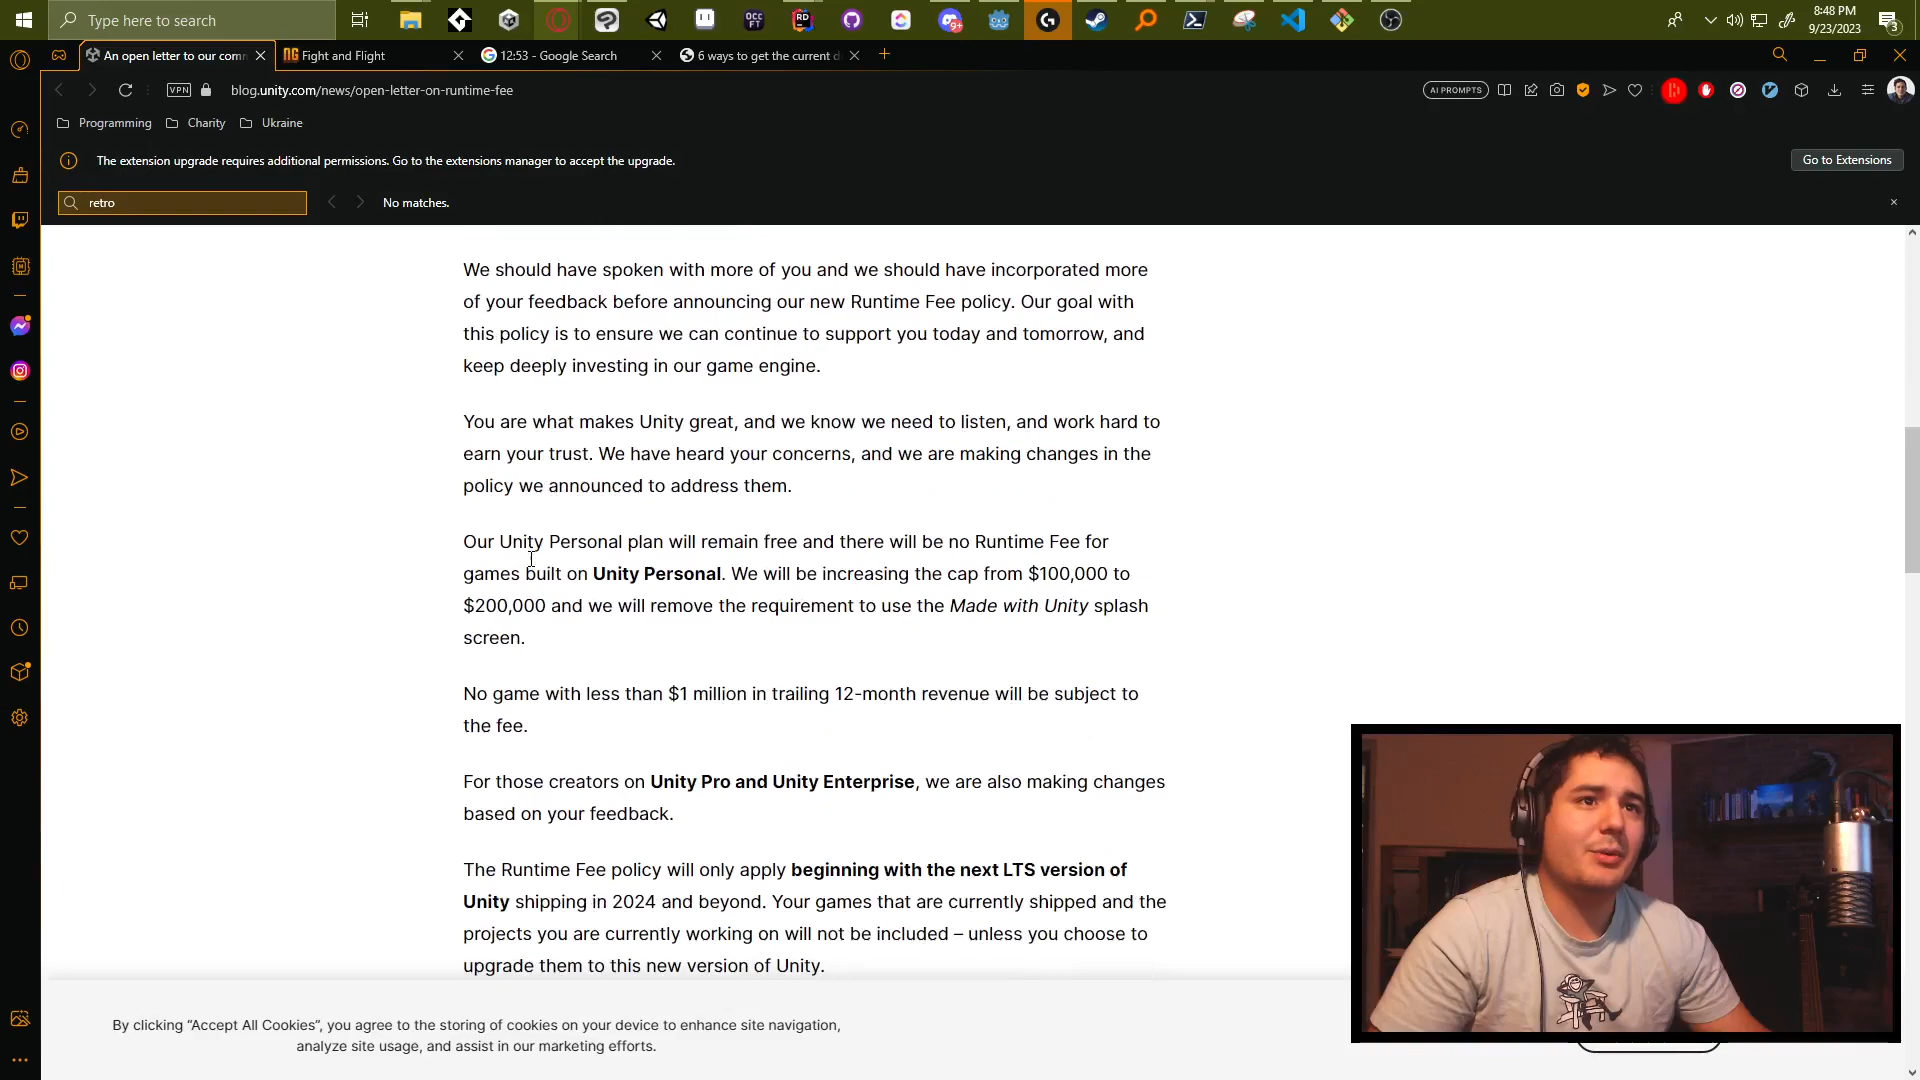 Type here to search
8:48 PM
9/23/2023
3
An open letter to our com
Fight and Flight
12:53 - Google Search
6 ways to get the current d
VPN
blog.unity.com/news/open-letter-on-runtime-fee
AI PROMPTS
Programming
Charity
Ukraine
The extension upgrade requires additional permissions. Go to the extensions manager to accept the upgrade.
Go to Extensions
retro
No matches.
We should have spoken with more of you and we should have incorporated more
of your feedback before announcing our new Runtime Fee policy. Our goal with
this policy is to ensure we can continue to support you today and tomorrow, and
keep deeply investing in our game engine.
You are what makes Unity great, and we know we need to listen, and work hard to
earn your trust. We have heard your concerns, and we are making changes in the
policy we announced to address them.
Our Unity Personal plan will remain free and there will be no Runtime Fee for
games built on Unity Personal. We will be increasing the cap from $100,000 to
$200,000 and we will remove the requirement to use the Made with Unity splash
screen.
No game with less than $1 million in trailing 12-month revenue will be subject to
the fee.
For those creators on Unity Pro and Unity Enterprise, we are also making changes
based on your feedback.
The Runtime Fee policy will only apply beginning with the next LTS version of
Unity shipping in 2024 and beyond. Your games that are currently shipped and the
projects you are currently working on will not be included – unless you choose to
upgrade them to this new version of Unity.
By clicking “Accept All Cookies”, you agree to the storing of cookies on your device to enhance site navigation,
analyze site usage, and assist in our marketing efforts.